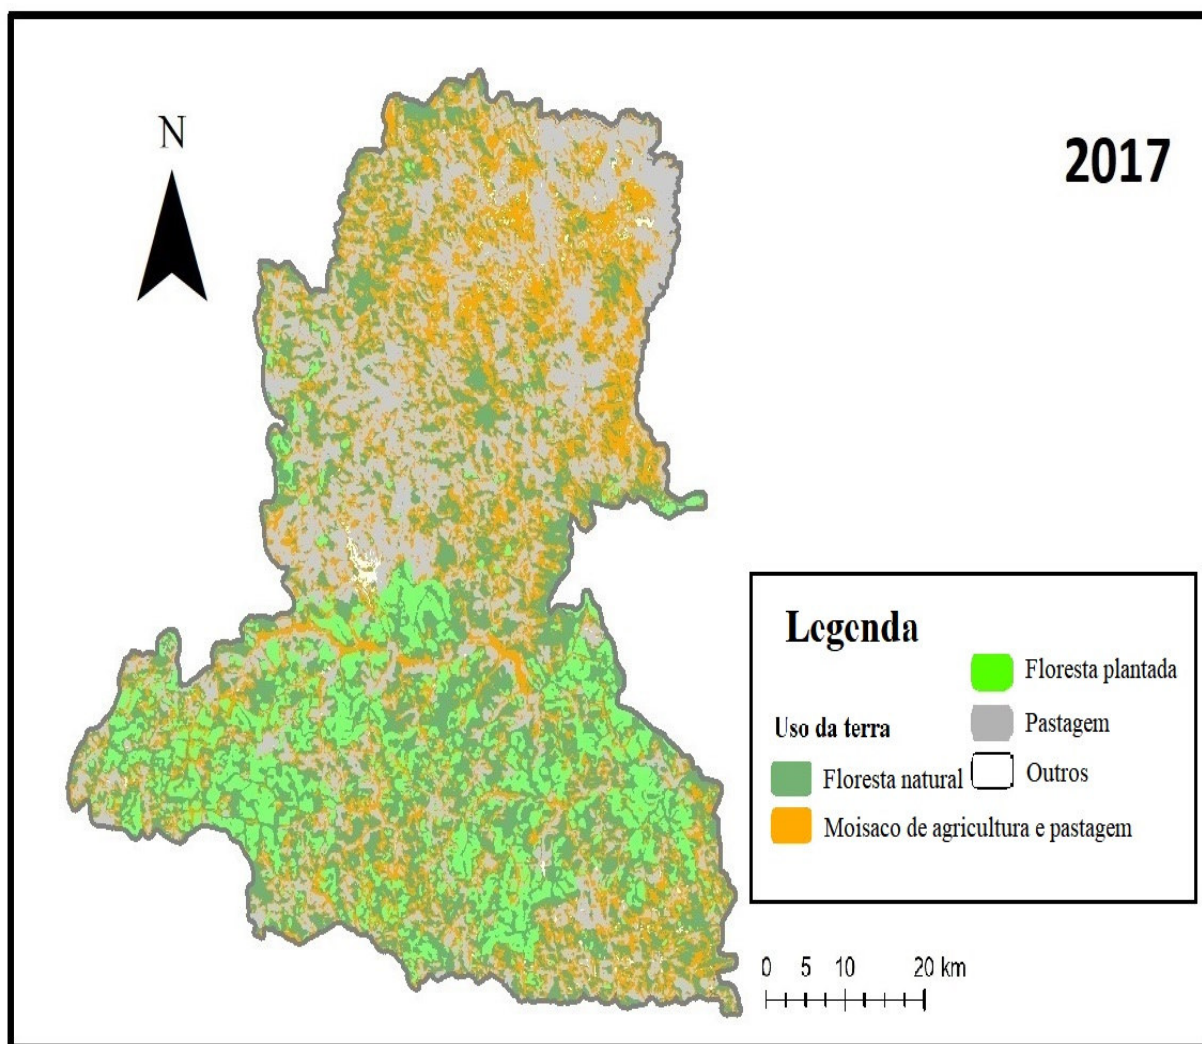 N
2017
Legenda
Uso da terra
Floresta natural
Moisaco de agricultura e pastagem
Floresta plantada
Pastagem
Outros
0 5 10 20 km